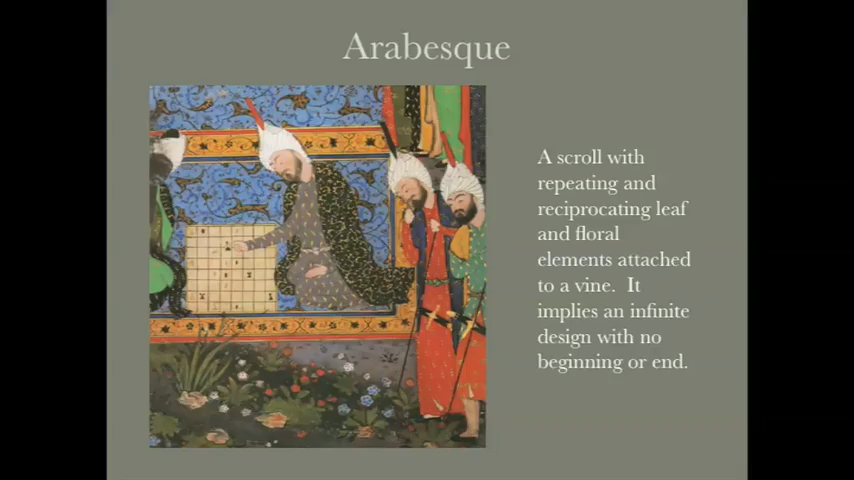 Arabesque
A scroll with
repeating and
reciprocating leaf
and floral
elements attached
to a vine. It
implies an infinite
design with no
beginning or end.